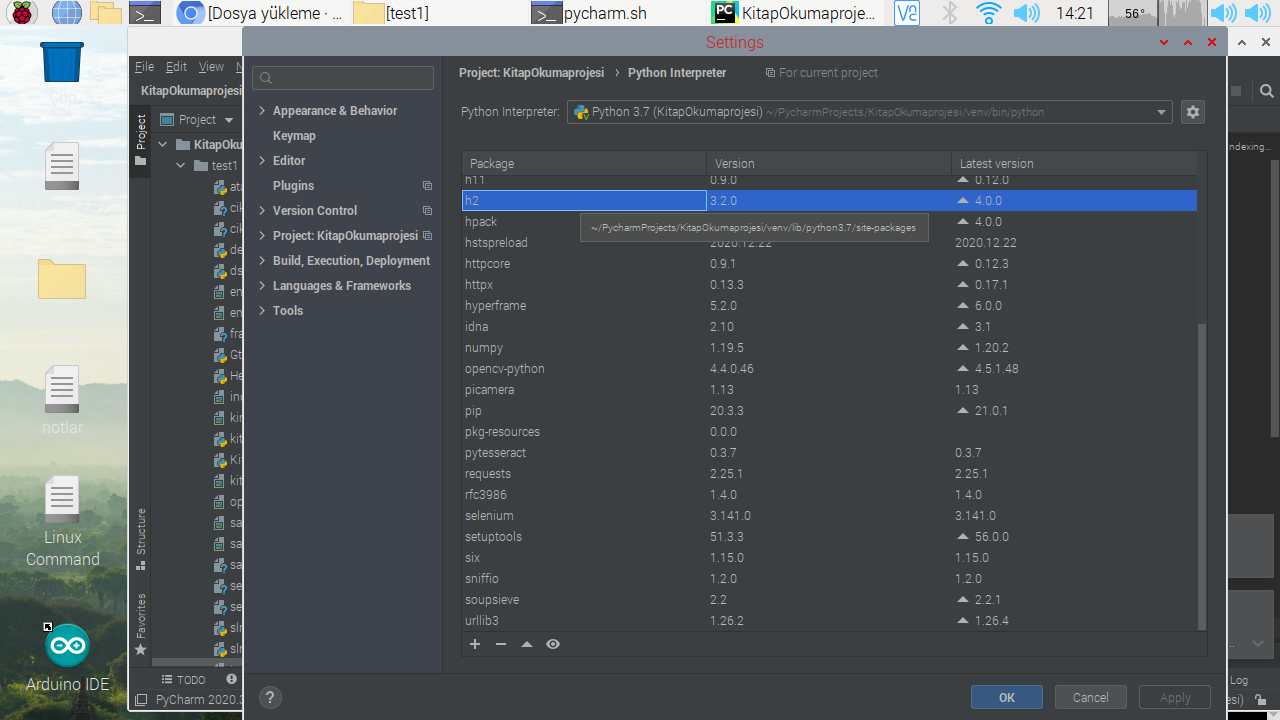 [Dosya yükleme · ...
[test1]
pycharm.sh
KitapOkumaproje...
14:21
56°
Settings
Çöp
File Edit View
KitapOkumaprojesi
Project: KitapOkumaprojesi › Python Interpreter
For current project
Python Interpreter: Python 3.7 (KitapOkumaprojesi) ~/PycharmProjects/KitapOkumaprojesi/venv/bin/python
Project
Project
KitapOku
test1
Appearance & Behavior
Keymap
Editor
Plugins
Version Control
Project: KitapOkumaprojesi
Build, Execution, Deployment
Languages & Frameworks
Tools
Package Version Latest version
h11 0.9.0 0.12.0
h2 3.2.0 4.0.0
hpack 4.0.0
~/PycharmProjects/KitapOkumaprojesi/venv/lib/python3.7/site-packages
hstspreload 2020.12.22 2020.12.22
httpcore 0.9.1 0.12.3
httpx 0.13.3 0.17.1
hyperframe 5.2.0 6.0.0
idna 2.10 3.1
numpy 1.19.5 1.20.2
opencv-python 4.4.0.46 4.5.1.48
picamera 1.13 1.13
pip 20.3.3 21.0.1
pkg-resources 0.0.0
pytesseract 0.3.7 0.3.7
requests 2.25.1 2.25.1
rfc3986 1.4.0 1.4.0
selenium 3.141.0 3.141.0
setuptools 51.3.3 56.0.0
six 1.15.0 1.15.0
sniffio 1.2.0 1.2.0
soupsieve 2.2 2.2.1
urllib3 1.26.2 1.26.4
OK
Cancel
Apply
?
Structure
Favorites
TODO
PyCharm 2020.3
Log
ndexing...
notlar
Linux
Command
Arduino IDE